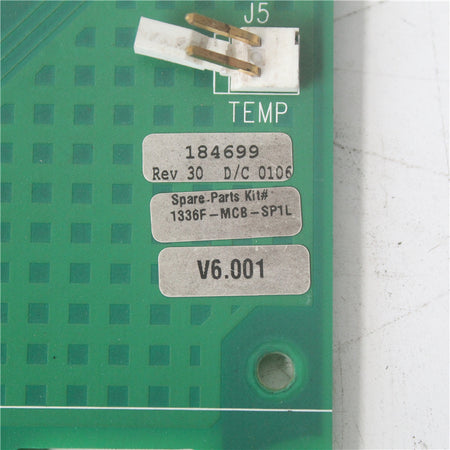 J5
TEMP
184699
Rev 30 D/C 0106
Spare Parts Kit#
1336F-MCB-SP1L
V6.001